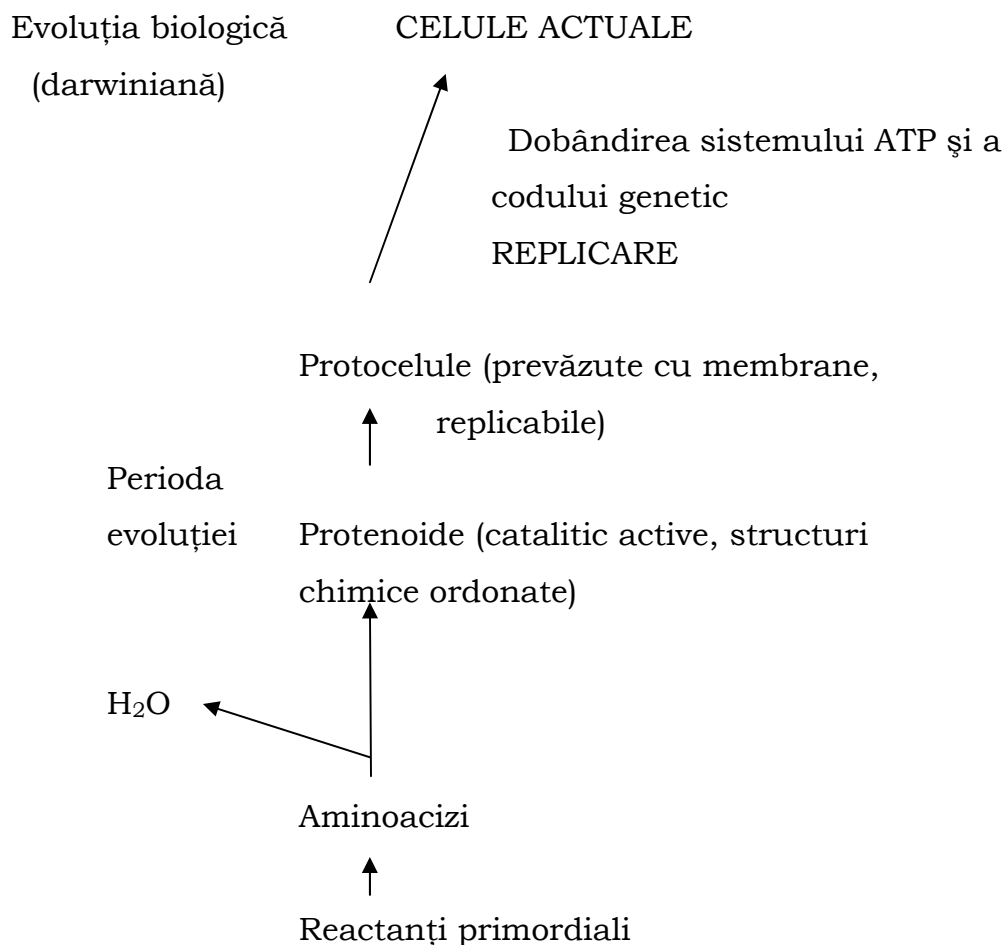 Evoluția biologică CELULE ACTUALE
(darwiniană)
Dobândirea sistemului ATP şi a
codului genetic
REPLICARE
Protocelule (prevăzute cu membrane,
replicabile)
Perioda
evoluției Protenoide (catalitic active, structuri
chimice ordonate)
H₂O
Aminoacizi
Reactanți primordiali